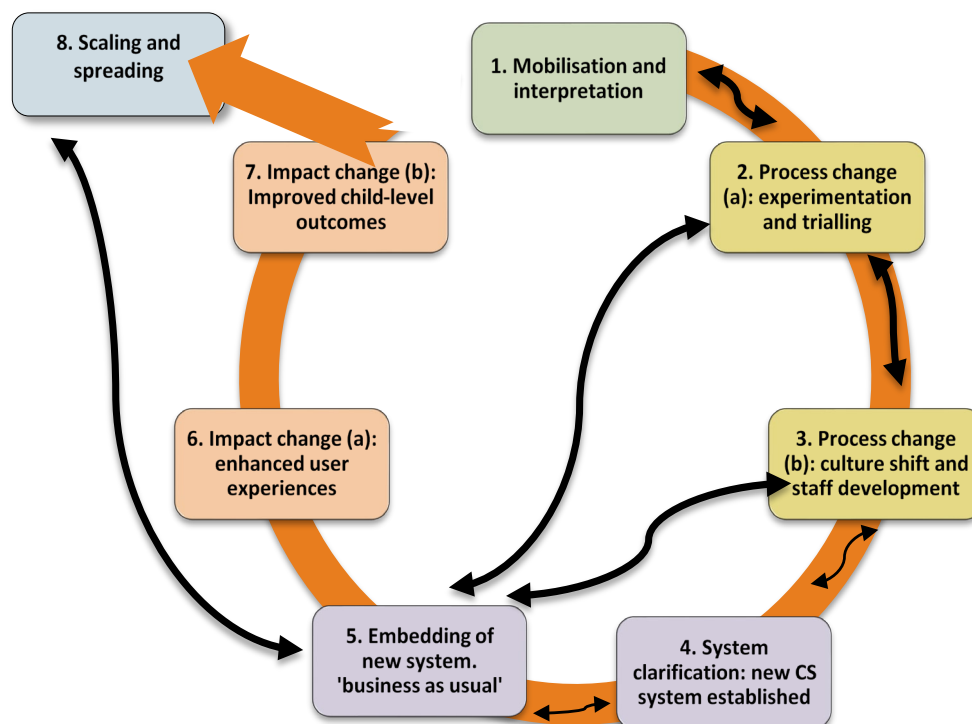 8. Scaling and
spreading
1. Mobilisation and
interpretation
7. Impact change (b):
Improved child-level
outcomes
2. Process change
(a): experimentation
and trialling
6. Impact change (a):
enhanced user
experiences
3. Process change
(b): culture shift and
staff development
5. Embedding of
new system.
'business as usual'
4. System
clarification: new CS
system established